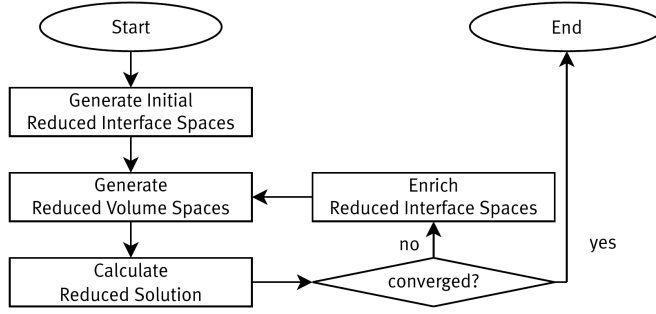 Start
End
Generate Initial
Reduced Interface Spaces
Generate
Reduced Volume Spaces
Enrich
Reduced Interface Spaces
no
yes
Calculate
Reduced Solution
converged?